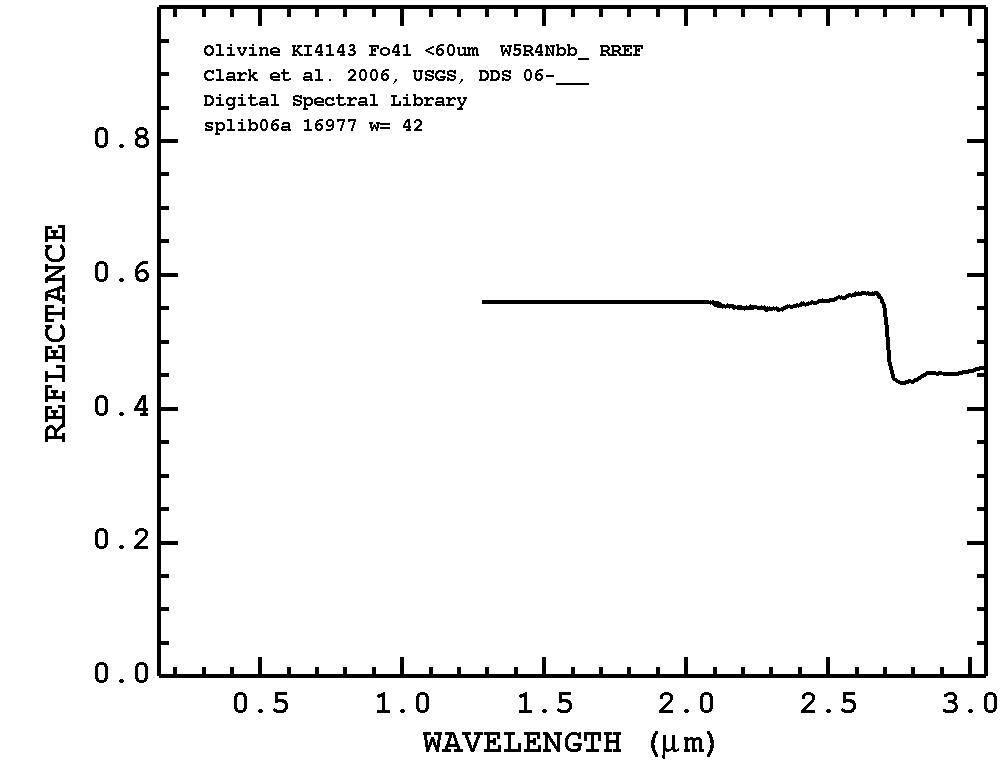 Olivine KI4143 Fo41 <60um W5R4Nbb_ RREF
Clark et al. 2006, USGS, DDS 06-___
Digital Spectral Library
splib06a 16977 w= 42
0.8
0.6
0.4
0.2
0.0
REFLECTANCE
0.5 1.0 1.5 2.0 2.5 3.0
WAVELENGTH (μm)